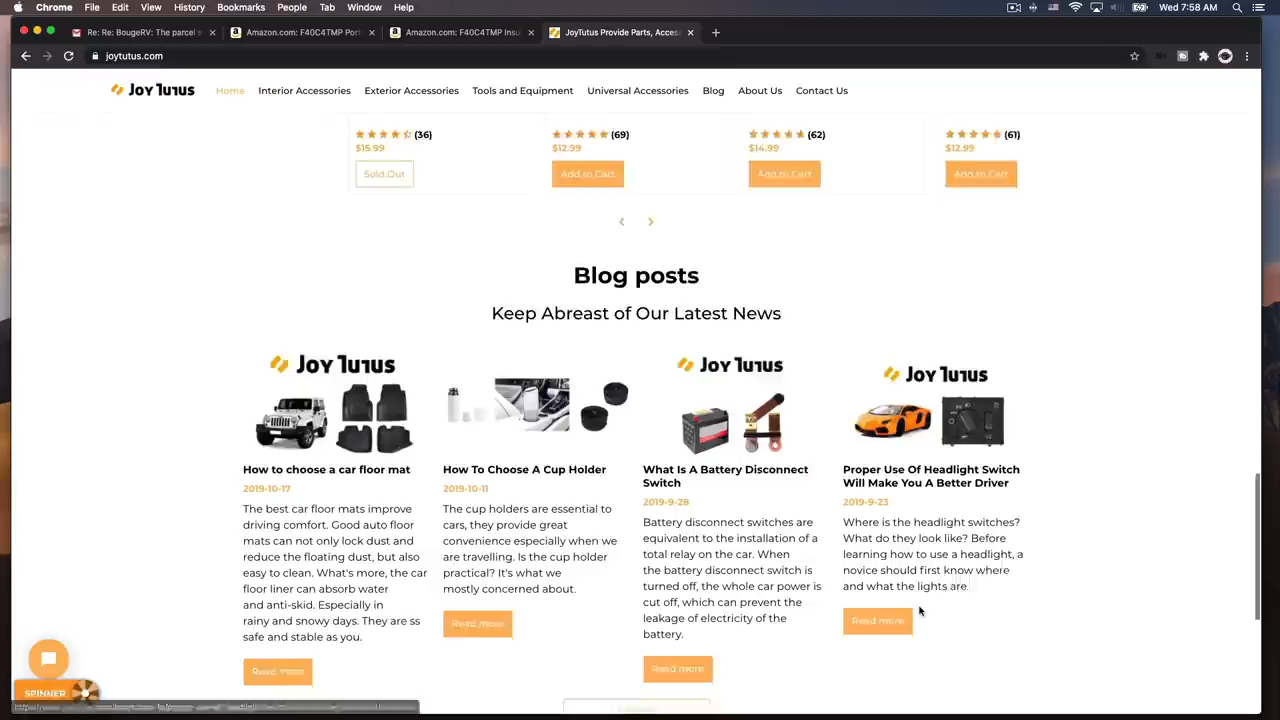 Chrome File Edit View History Bookmarks People Tab Window Help
Wed 7:58 AM
Re: Re: BougeRV: The parcel
Amazon.com: F40C4TMP Por
Amazon.com: F40C4TMP Insu
JoyTutus Provide Parts, Acces
joytutus.com
Joy Tutus
Home Interior Accessories Exterior Accessories Tools and Equipment Universal Accessories Blog About Us Contact Us
(36) (69) (62) (61)
$15.99 $12.99 $14.99 $12.99
Sold Out Add to Cart Add to Cart Add to Cart
Blog posts
Keep Abreast of Our Latest News
Joy Tutus
Joy Tutus
Joy Tutus
How to choose a car floor mat
2019-10-17
The best car floor mats improve
driving comfort. Good auto floor
mats can not only lock dust and
reduce the floating dust, but also
easy to clean. What's more, the car
floor liner can absorb water
and anti-skid. Especially in
rainy and snowy days. They are ss
safe and stable as you.
Read more
How To Choose A Cup Holder
2019-10-11
The cup holders are essential to
cars, they provide great
convenience especially when we
are travelling. Is the cup holder
practical? It's what we
mostly concerned about.
Read more
What Is A Battery Disconnect
Switch
2019-9-28
Battery disconnect switches are
equivalent to the installation of a
total relay on the car. When
the battery disconnect switch is
turned off, the whole car power is
cut off, which can prevent the
leakage of electricity of the
battery.
Read more
Proper Use Of Headlight Switch
Will Make You A Better Driver
2019-9-23
Where is the headlight switches?
What do they look like? Before
learning how to use a headlight, a
novice should first know where
and what the lights are.
Read more
SPINNER